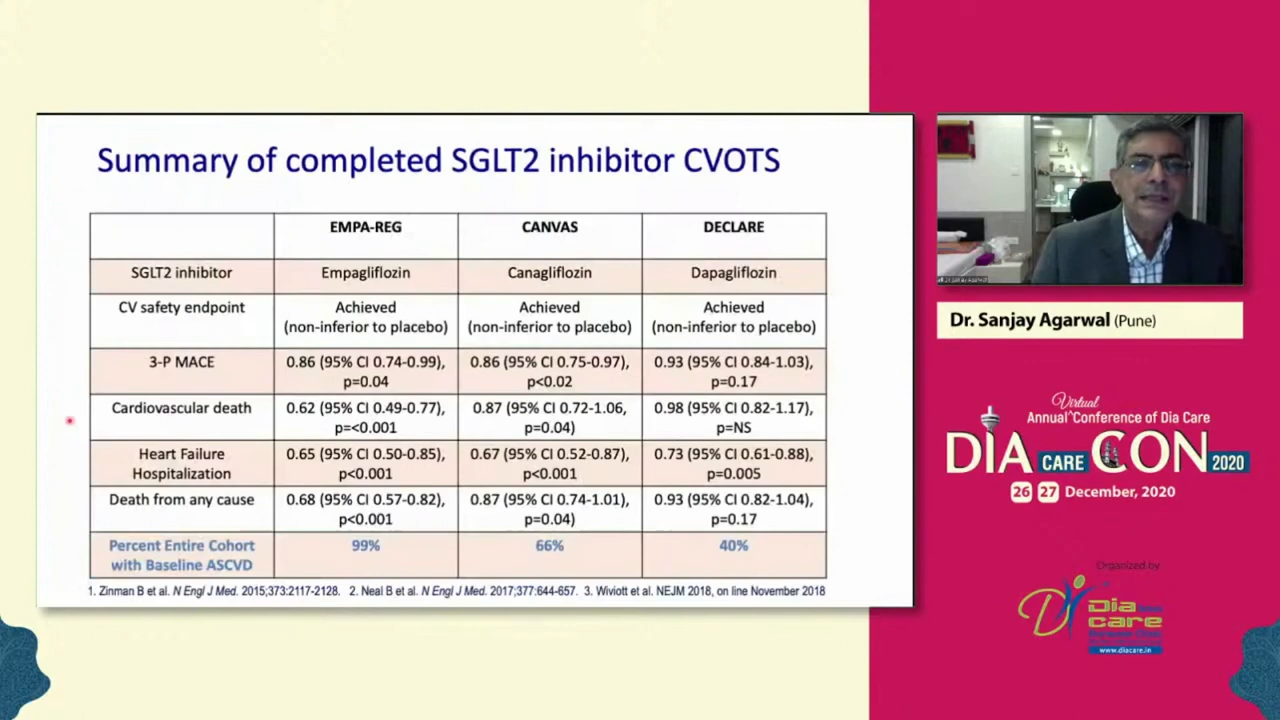 Summary of completed SGLT2 inhibitor CVOTS
EMPA-REG CANVAS DECLARE
SGLT2 inhibitor Empagliflozin Canagliflozin Dapagliflozin
CV safety endpoint Achieved Achieved Achieved
(non-inferior to placebo) (non-inferior to placebo) (non-inferior to placebo)
3-P MACE 0.86 (95% CI 0.74-0.99), 0.86 (95% CI 0.75-0.97), 0.93 (95% CI 0.84-1.03),
p=0.04 p<0.02 p=0.17
Cardiovascular death 0.62 (95% CI 0.49-0.77), 0.87 (95% CI 0.72-1.06, 0.98 (95% CI 0.82-1.17),
p=<0.001 p=0.04) p=NS
Heart Failure 0.65 (95% CI 0.50-0.85), 0.67 (95% CI 0.52-0.87), 0.73 (95% CI 0.61-0.88),
Hospitalization p<0.001 p<0.001 p=0.005
Death from any cause 0.68 (95% CI 0.57-0.82), 0.87 (95% CI 0.74-1.01), 0.93 (95% CI 0.82-1.04),
p<0.001 p=0.04) p=0.17
Percent Entire Cohort 99% 66% 40%
with Baseline ASCVD
1. Zinman B et al. N Engl J Med. 2015;373:2117-2128. 2. Neal B et al. N Engl J Med. 2017;377:644-657. 3. Wiviott et al. NEJM 2018, on line November 2018
Dr. Sanjay Agarwal (Pune)
Virtual
Annual ^ Conference of Dia Care
DIA CARE CON 2020
26 27 December, 2020
Organized by
Dia
care
www.diacare.in